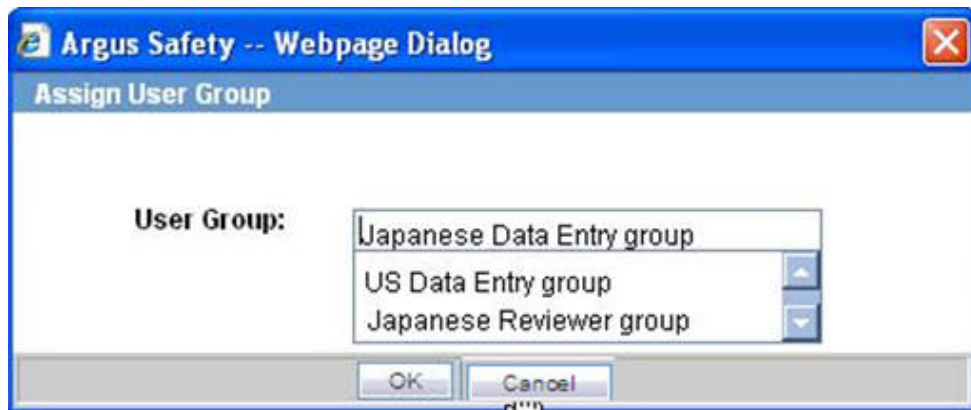 Argus Safety -- Webpage Dialog
Assign User Group
User Group:
Japanese Data Entry group
US Data Entry group
Japanese Reviewer group
OK Cancel